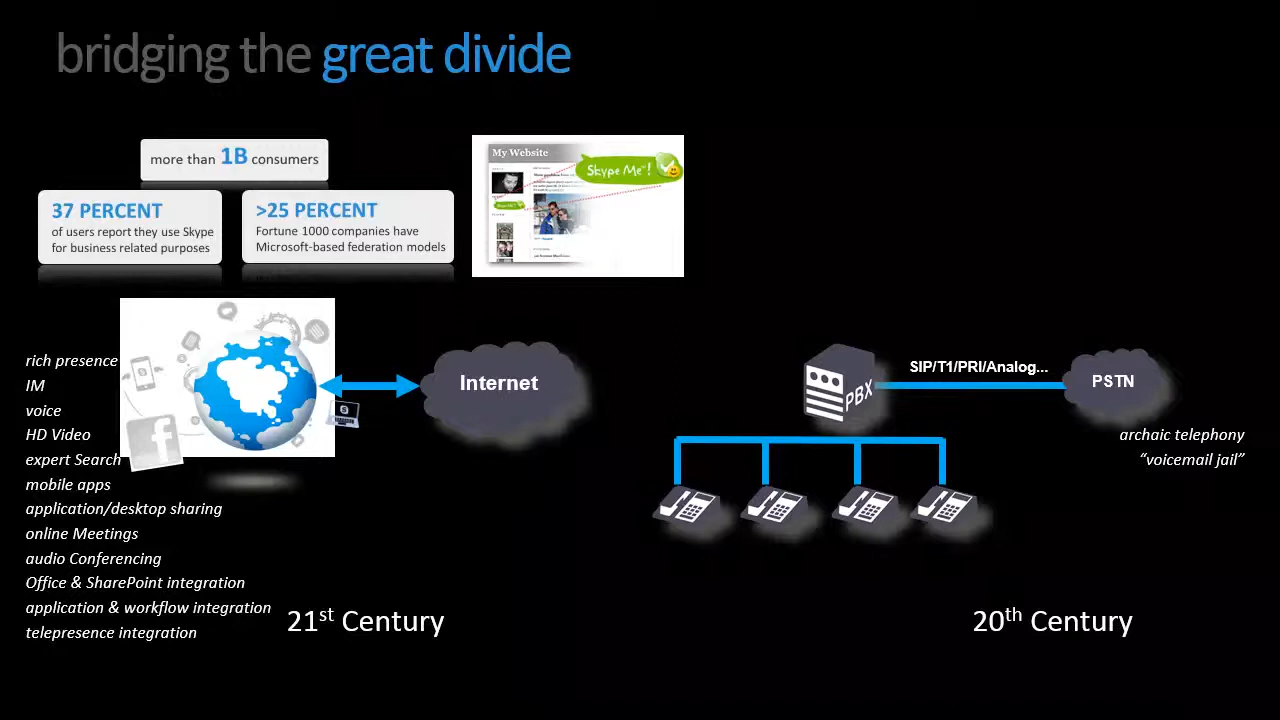 bridging the great divide
more than 1B consumers
37 PERCENT
of users report they use Skype
for business related purposes
>25 PERCENT
Fortune 1000 companies have
Microsoft-based federation models
My Website
Skype Me™!
rich presence
IM
voice
HD Video
expert Search
mobile apps
application/desktop sharing
online Meetings
audio Conferencing
Office & SharePoint integration
application & workflow integration
telepresence integration
Internet
21st Century
PBX
SIP/T1/PRI/Analog...
PSTN
archaic telephony
“voicemail jail”
20th Century